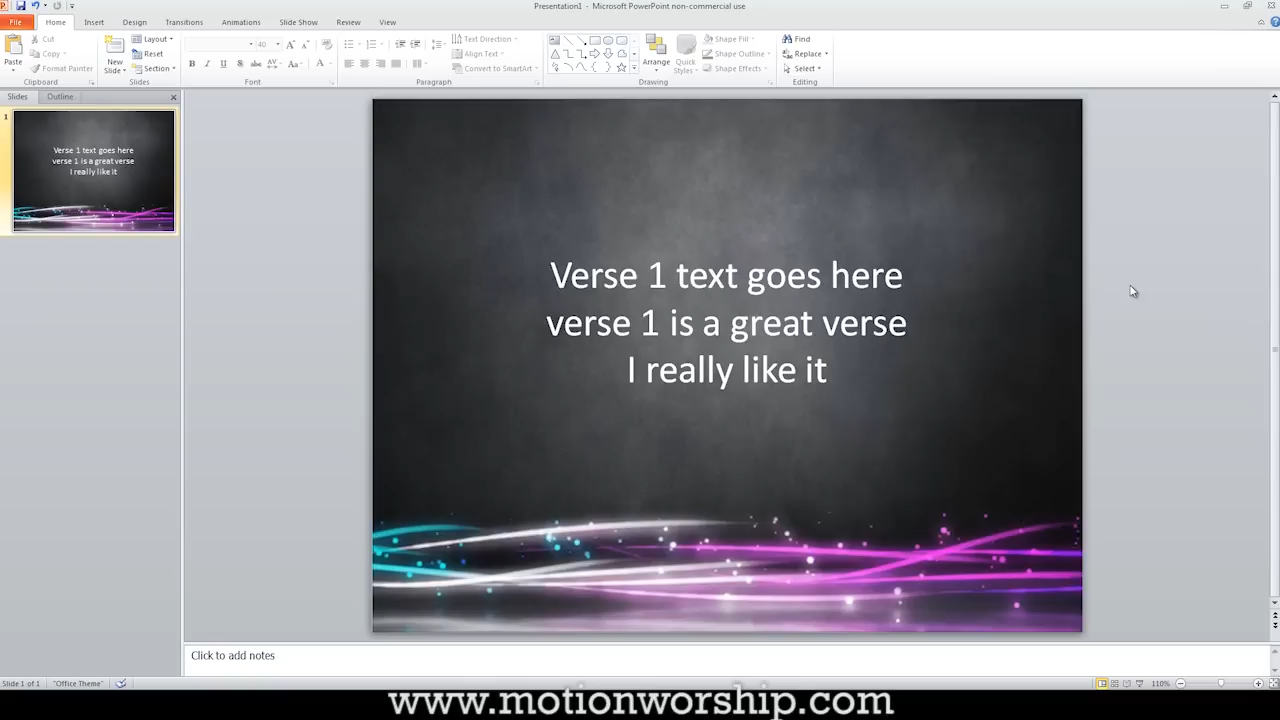 Presentation1 - Microsoft PowerPoint non-commercial use
File Home Insert Design Transitions Animations Slide Show Review View
Paste
Cut
Copy
Format Painter
Clipboard
New
Slide
Layout
Reset
Section
Slides
40
Font
Text Direction
Align Text
Convert to SmartArt
Paragraph
Arrange
Quick
Styles
Shape Fill
Shape Outline
Shape Effects
Drawing
Find
Replace
Select
Editing
Slides Outline
1
Verse 1 text goes here
verse 1 is a great verse
I really like it
Verse 1 text goes here
verse 1 is a great verse
I really like it
Click to add notes
Slide 1 of 1 "Office Theme" 110%
www.motionworship.com